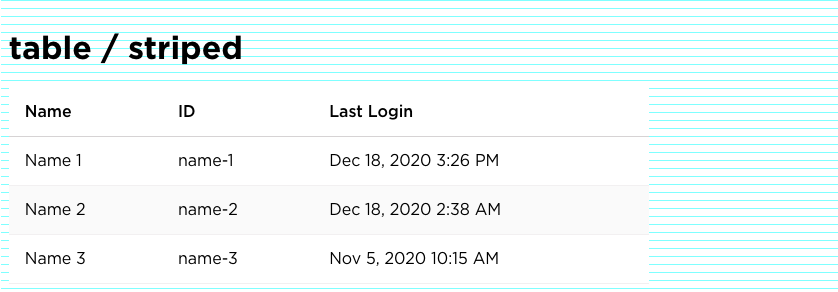 table / striped
Name ID Last Login
Name 1 name-1 Dec 18, 2020 3:26 PM
Name 2 name-2 Dec 18, 2020 2:38 AM
Name 3 name-3 Nov 5, 2020 10:15 AM